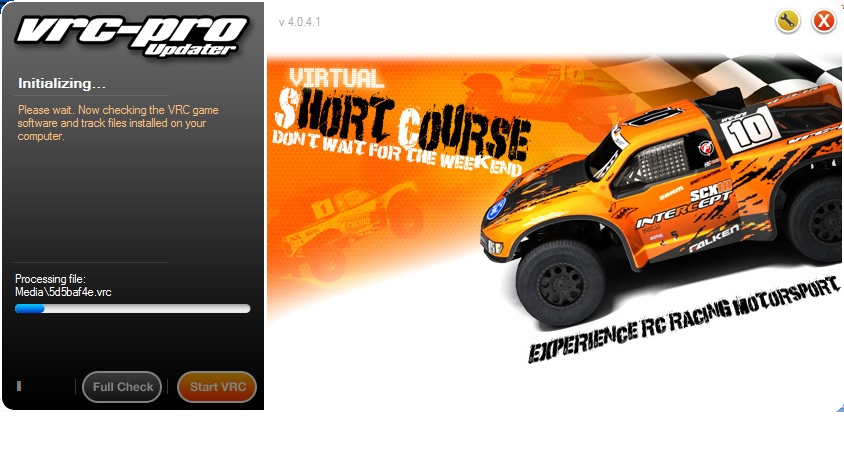 vrc-pro
Updater
v 4.0.4.1
Initializing...
Please wait. Now checking the VRC game
software and track files installed on your
computer.
Processing file:
Media\5d5baf4e.vrc
Full Check
Start VRC
VIRTUAL
SHORT COURSE
DON'T WAIT FOR THE WEEKEND
10
SCX10
INTERCEPT
FALKEN
1
EXPERIENCE RC RACING MOTORSPORT